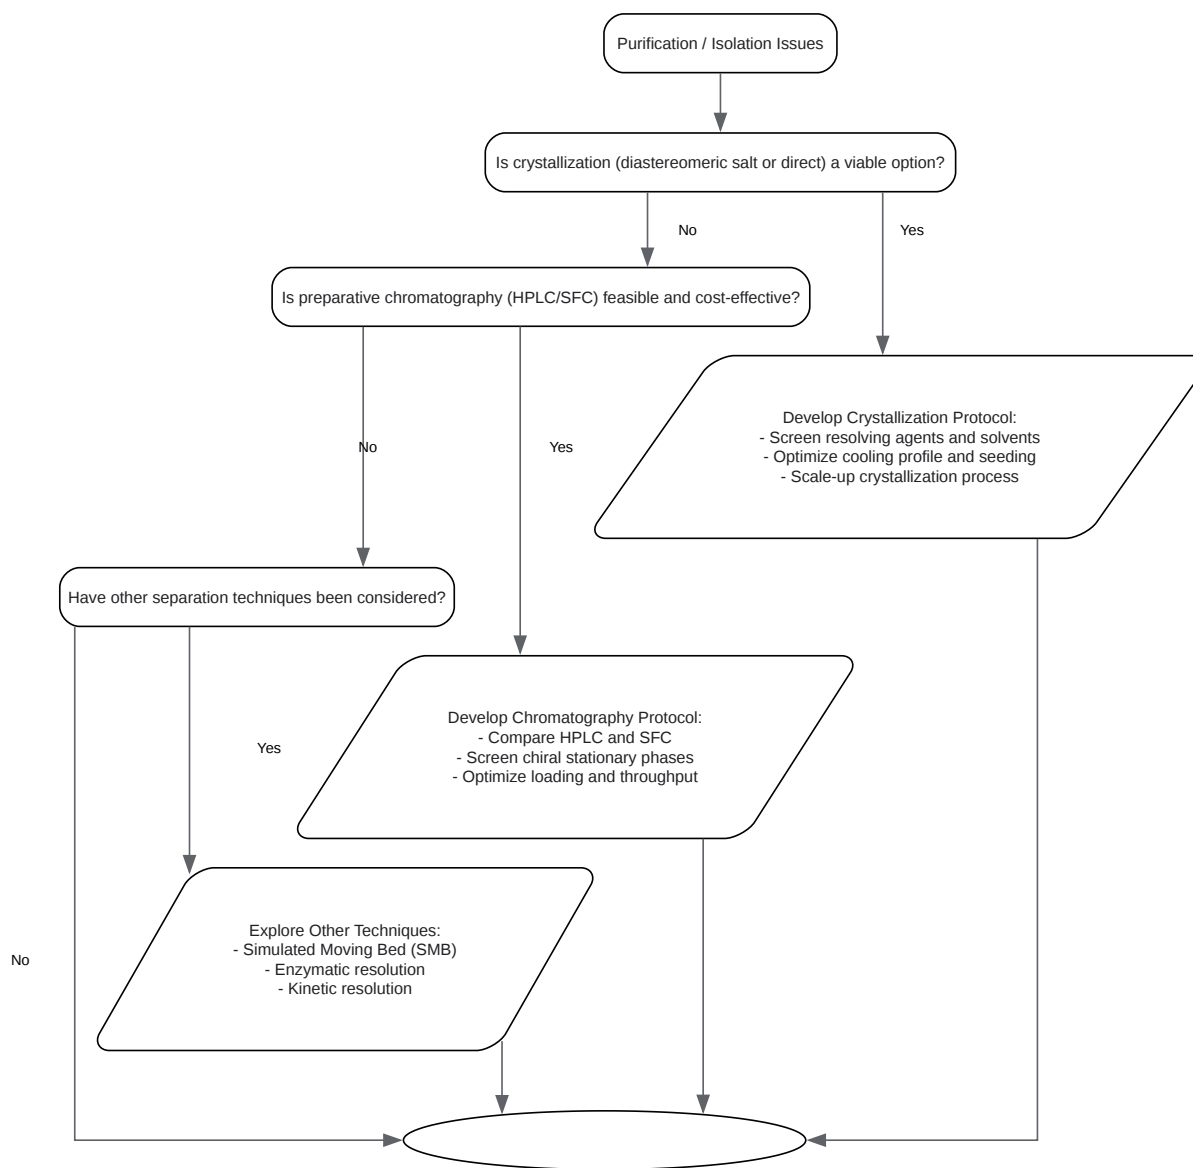 Purification / Isolation Issues
Is crystallization (diastereomeric salt or direct) a viable option?
No
Yes
Is preparative chromatography (HPLC/SFC) feasible and cost-effective?
No
Yes
Develop Crystallization Protocol:
- Screen resolving agents and solvents
- Optimize cooling profile and seeding
- Scale-up crystallization process
Have other separation techniques been considered?
Yes
Develop Chromatography Protocol:
- Compare HPLC and SFC
- Screen chiral stationary phases
- Optimize loading and throughput
No
Explore Other Techniques:
- Simulated Moving Bed (SMB)
- Enzymatic resolution
- Kinetic resolution